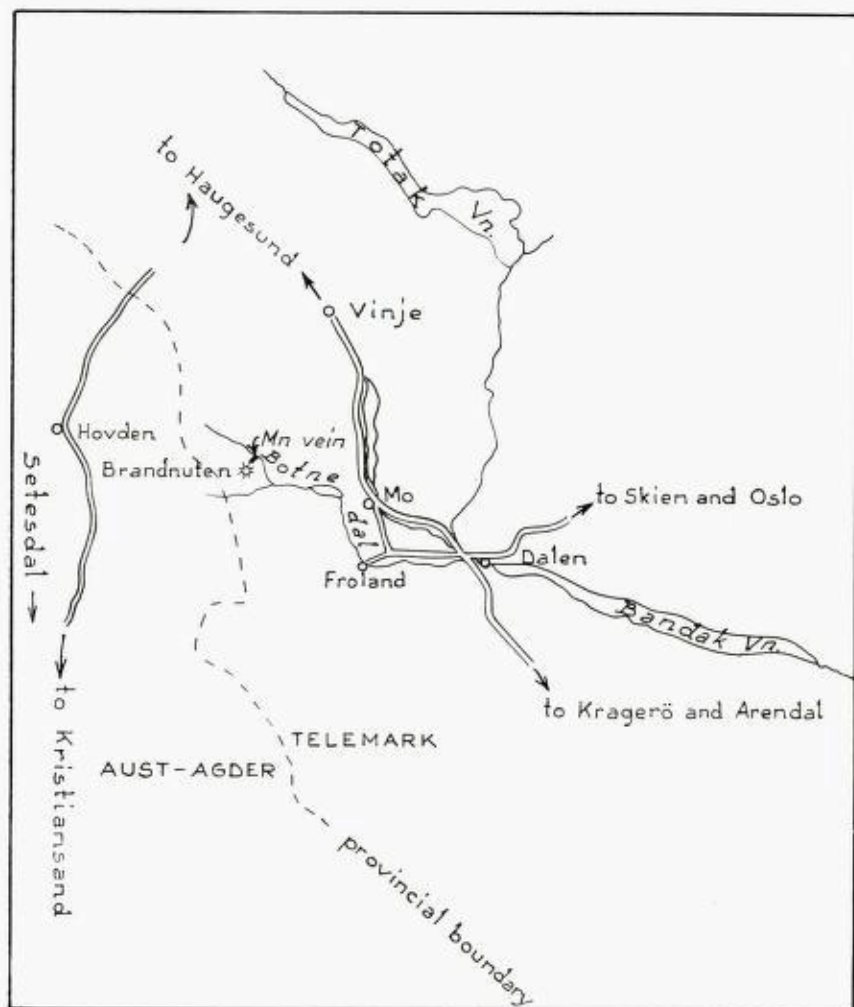 Totak Vn.
to Haugesund
Vinje
Hovden
Mn vein
Brandnuten
Botne dal
Setesdal
Mo
to Skien and Oslo
Dalen
Froland
Bandak Vn.
to Kragerö and Arendal
to Kristiansand
TELEMARK
AUST-AGDER
provincial boundary